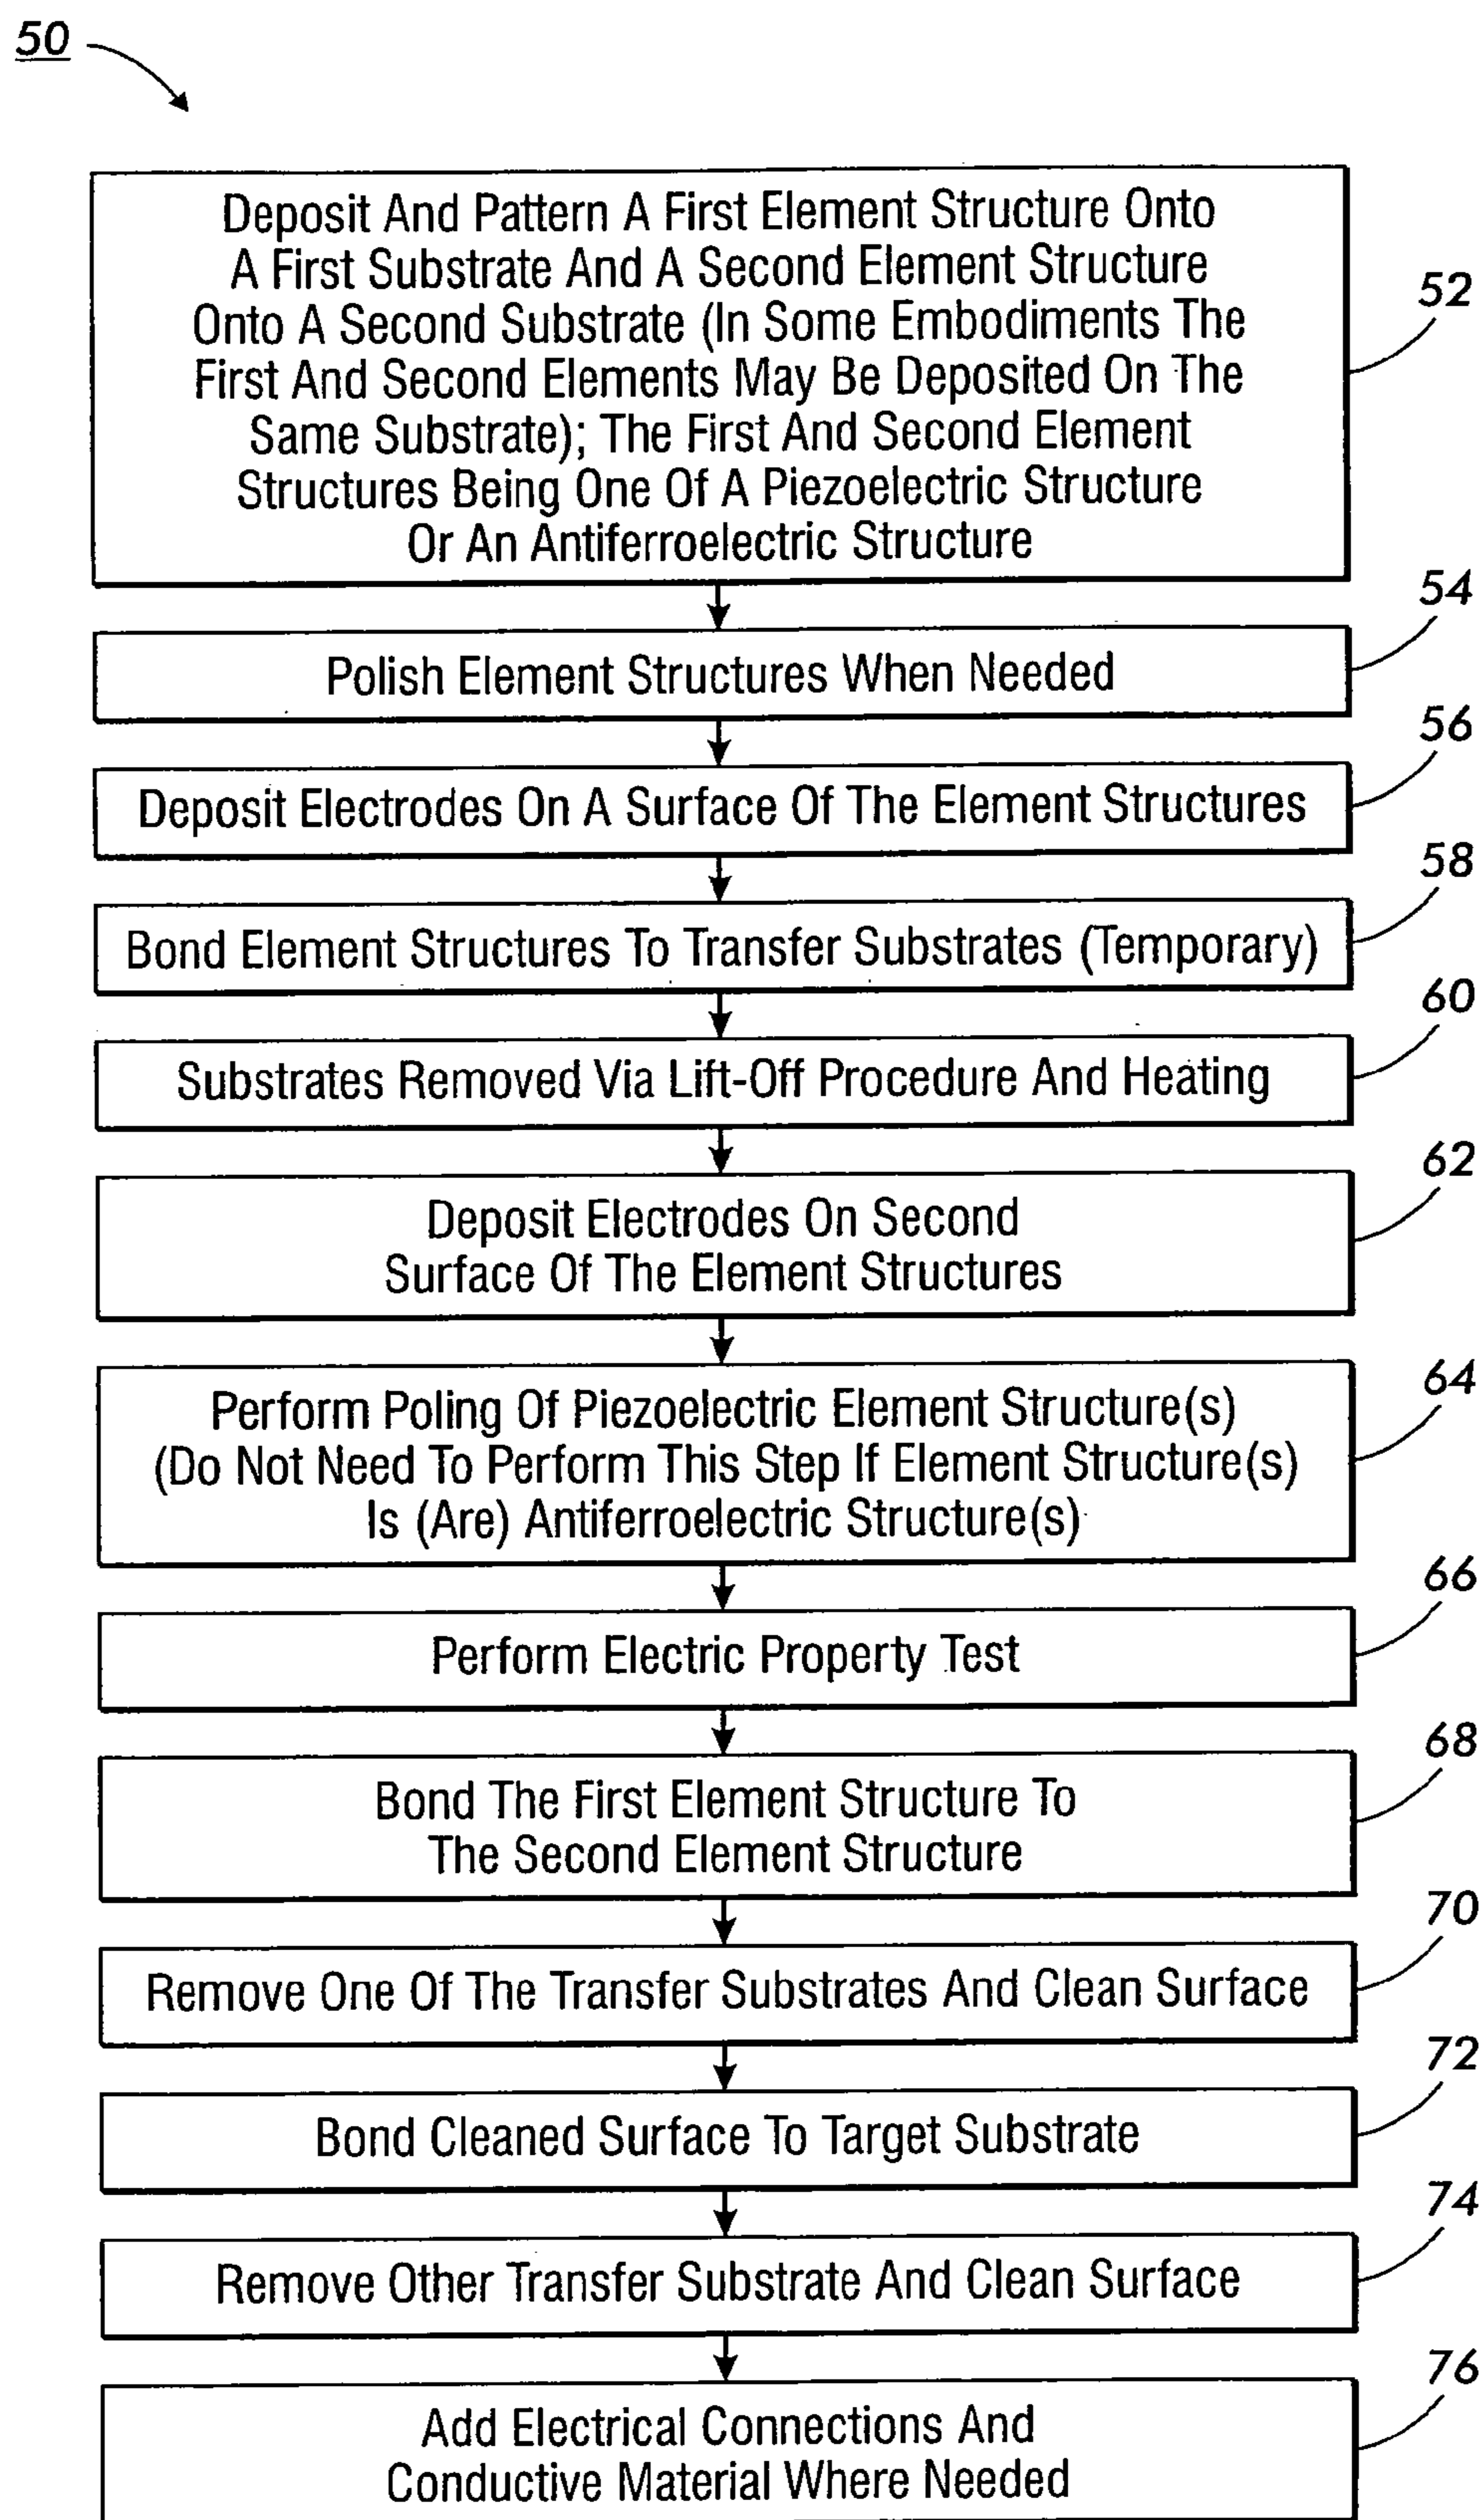 50
Deposit And Pattern A First Element Structure Onto
A First Substrate And A Second Element Structure
Onto A Second Substrate (In Some Embodiments The
First And Second Elements May Be Deposited On The
Same Substrate); The First And Second Element
Structures Being One Of A Piezoelectric Structure
Or An Antiferroelectric Structure
52
Polish Element Structures When Needed
54
Deposit Electrodes On A Surface Of The Element Structures
56
Bond Element Structures To Transfer Substrates (Temporary)
58
Substrates Removed Via Lift-Off Procedure And Heating
60
Deposit Electrodes On Second
Surface Of The Element Structures
62
Perform Poling Of Piezoelectric Element Structure(s)
(Do Not Need To Perform This Step If Element Structure(s)
Is (Are) Antiferroelectric Structure(s)
64
Perform Electric Property Test
66
Bond The First Element Structure To
The Second Element Structure
68
Remove One Of The Transfer Substrates And Clean Surface
70
Bond Cleaned Surface To Target Substrate
72
Remove Other Transfer Substrate And Clean Surface
74
Add Electrical Connections And
Conductive Material Where Needed
76